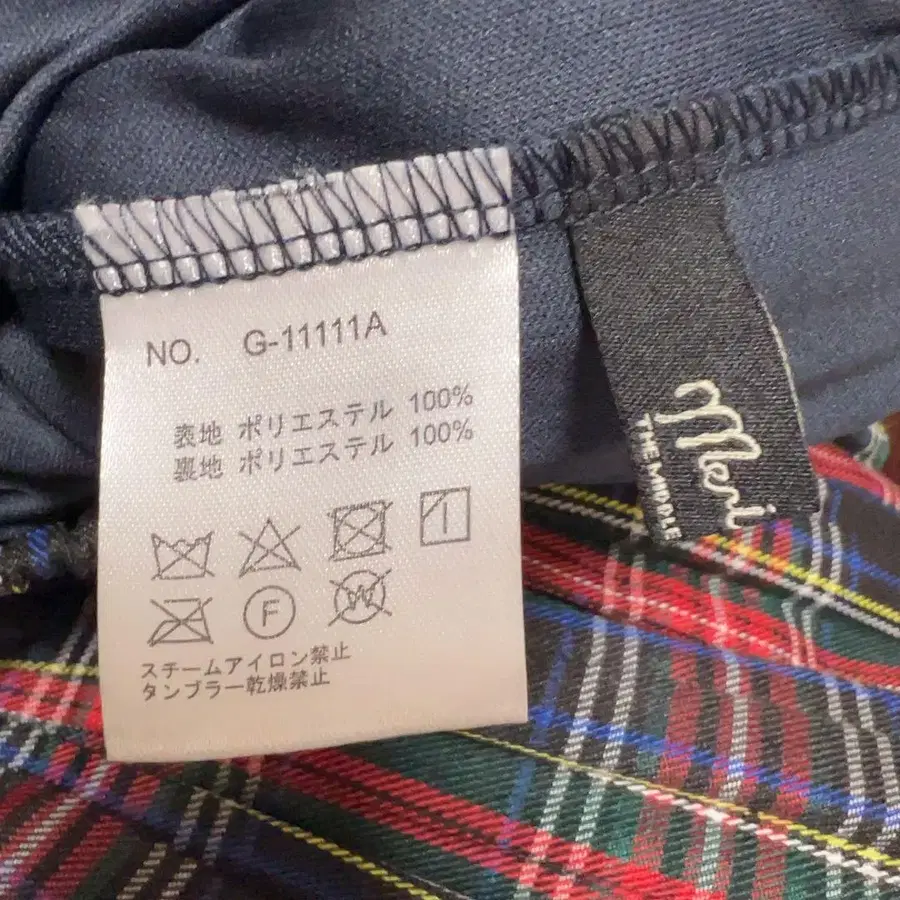 NO. G-11111A
表地 ポリエステル 100%
裏地 ポリエステル 100%
F
W
スチームアイロン禁止
タンブラー乾燥禁止
Meri
THE MIDDLE